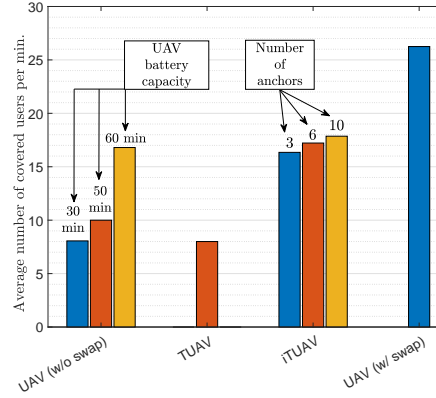 Average number of covered users per min.
30
25
20
15
10
5
0
UAV
battery
capacity
Number
of
anchors
30
min
50
min
60 min
3
6
10
UAV (w/o swap)
TUAV
iTUAV
UAV (w/ swap)